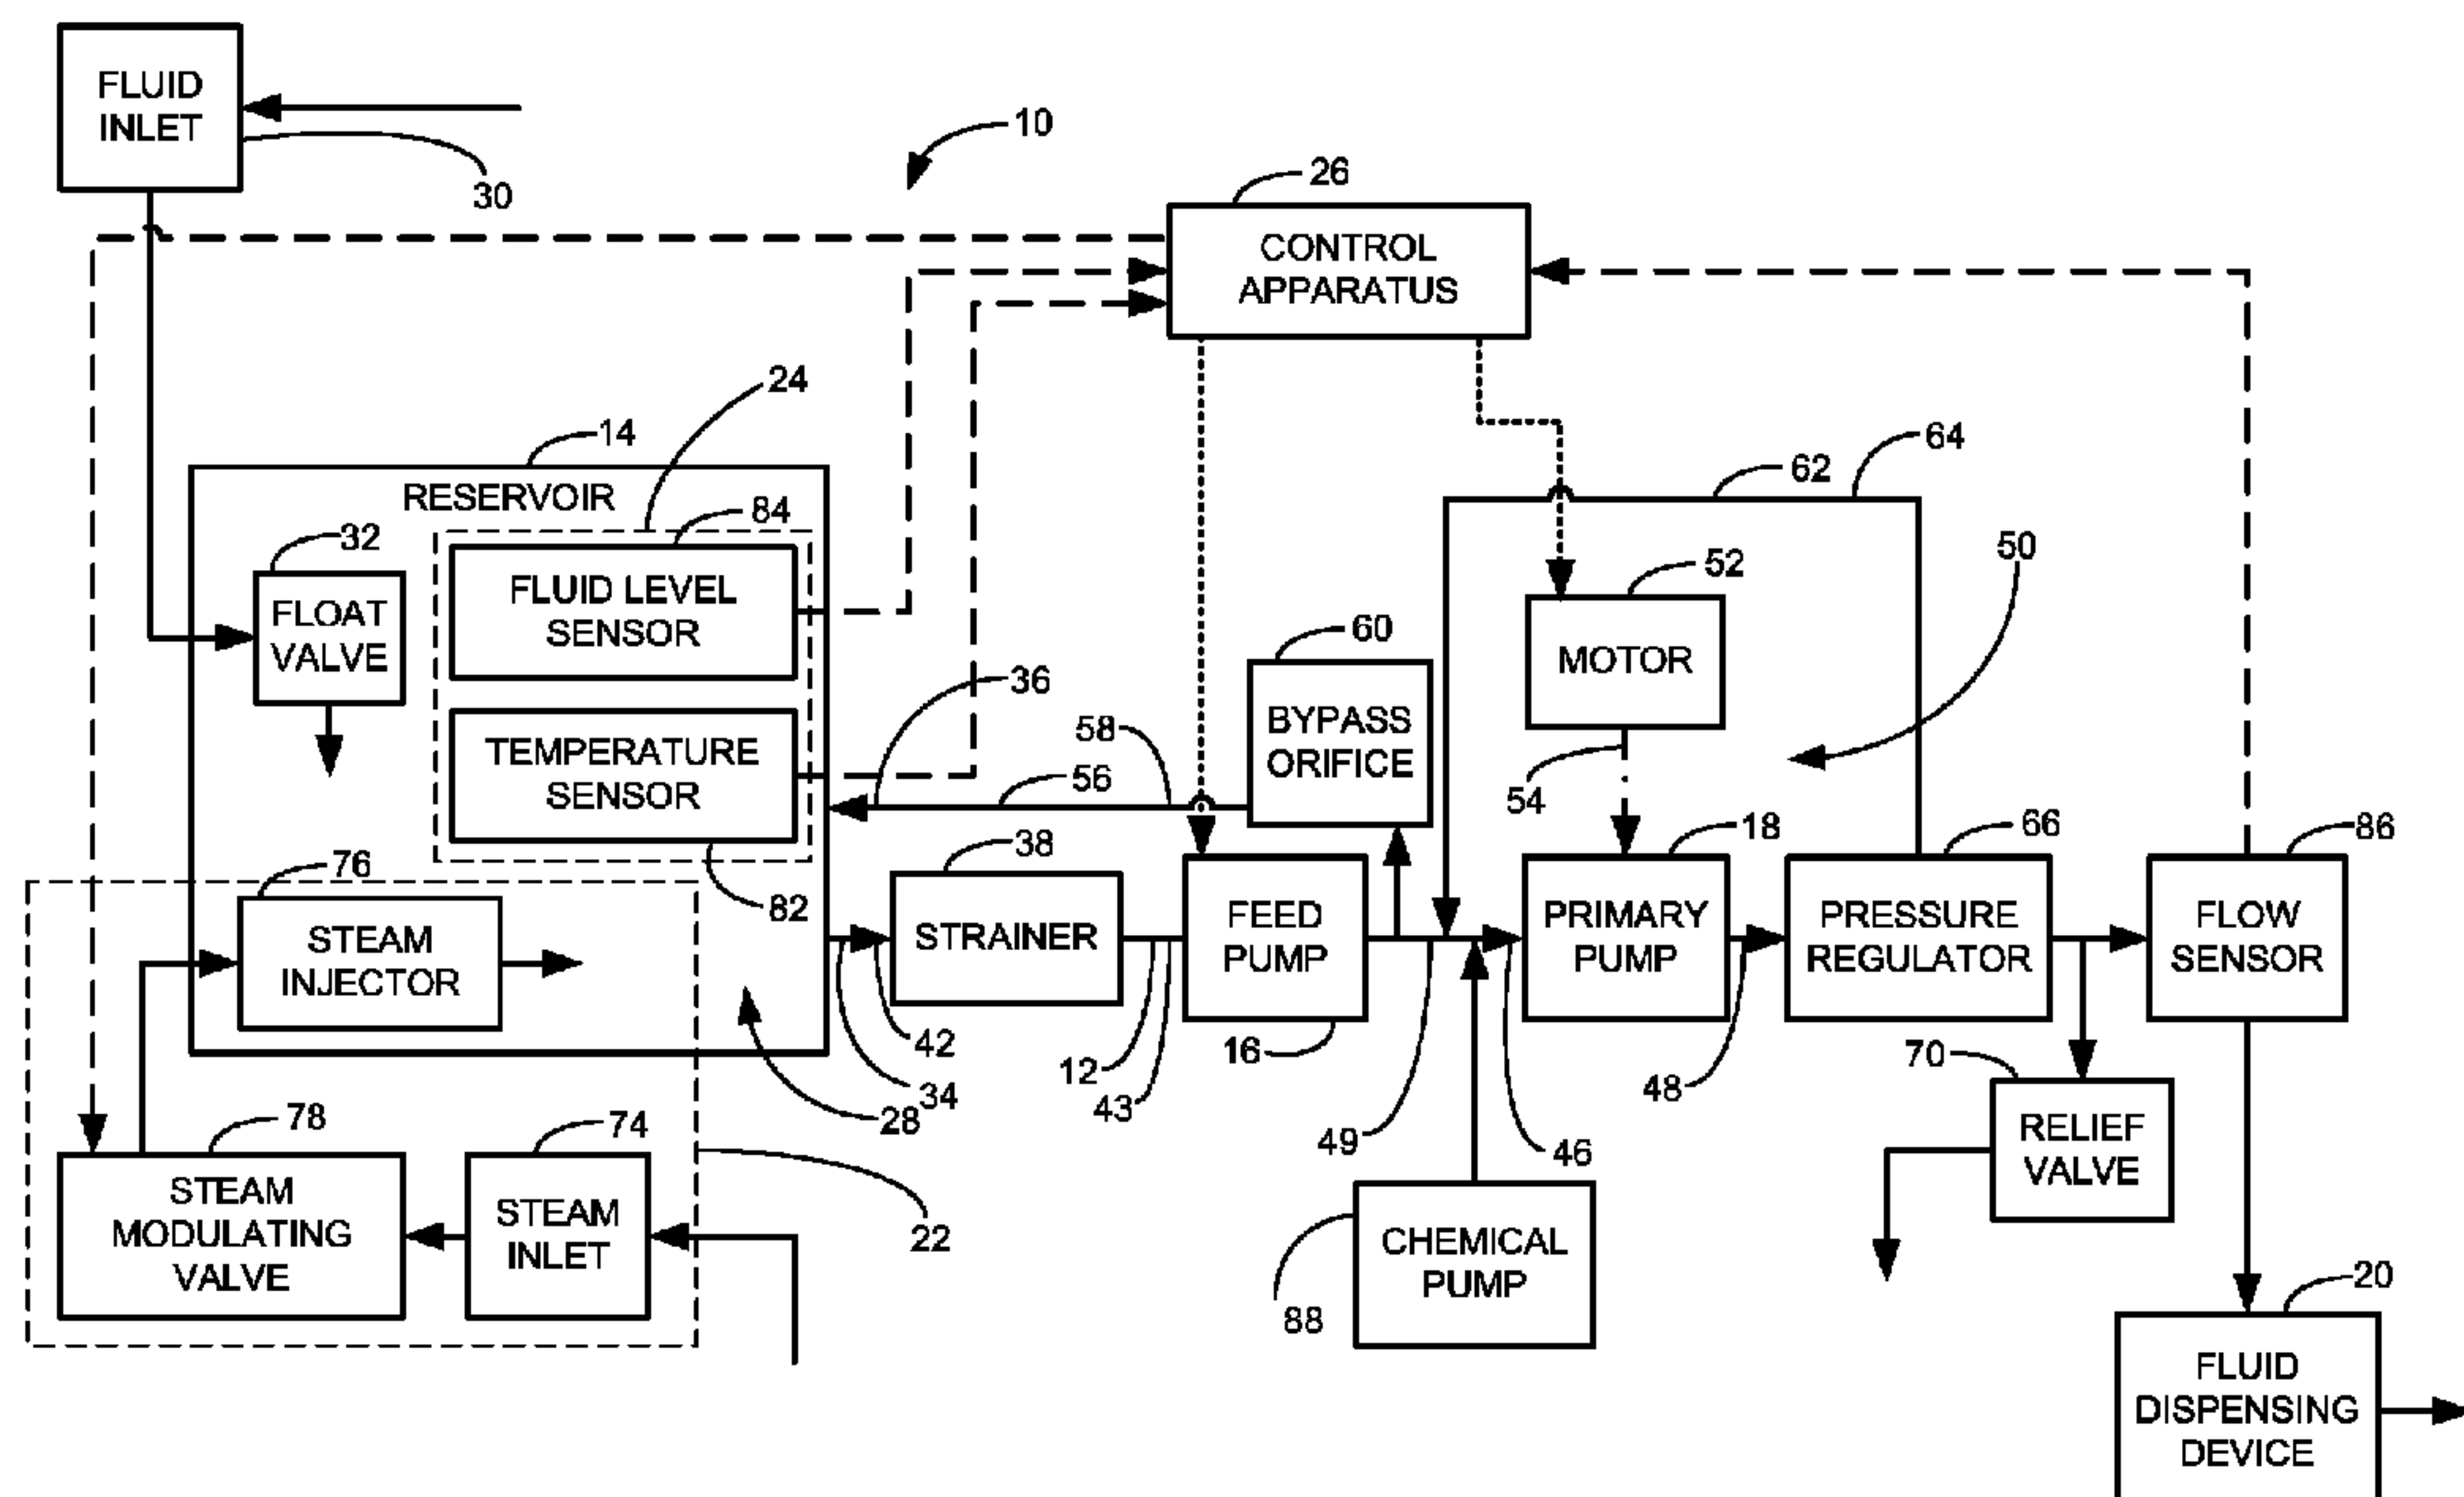 FLUID
INLET
30
10
26
CONTROL
APPARATUS
24
14
RESERVOIR
84
32
FLOAT
VALVE
FLUID LEVEL
SENSOR
TEMPERATURE
SENSOR
82
36
58
56
60
BYPASS
ORIFICE
62
64
52
MOTOR
54
50
76
STEAM
INJECTOR
38
STRAINER
42
34
28
12
43
FEED
PUMP
16
49
46
18
PRIMARY
PUMP
48
66
PRESSURE
REGULATOR
86
FLOW
SENSOR
70
RELIEF
VALVE
78
STEAM
MODULATING
VALVE
74
STEAM
INLET
22
CHEMICAL
PUMP
88
20
FLUID
DISPENSING
DEVICE